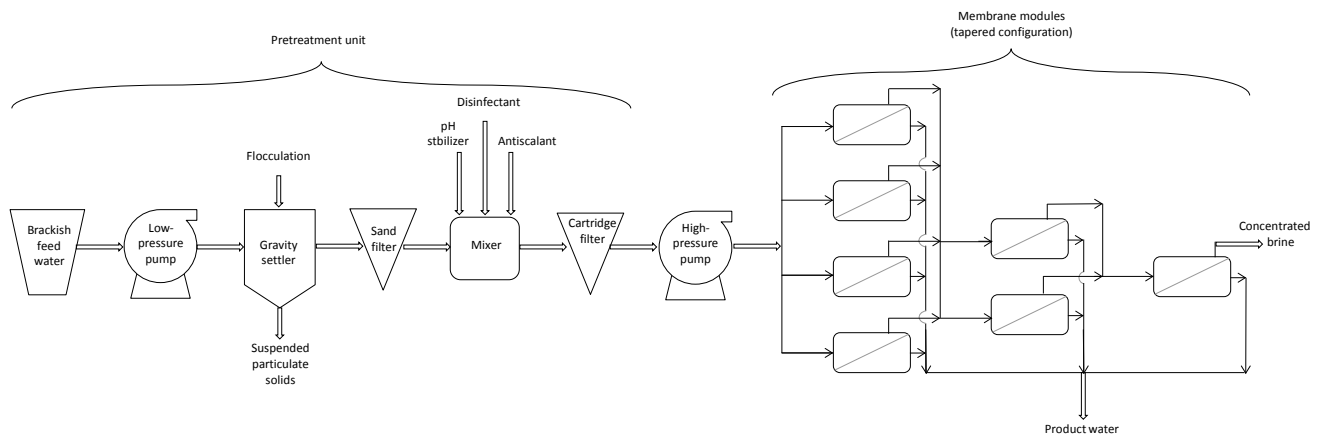 Membrane modules
(tapered configuration)
Pretreatment unit
Disinfectant
pH
stbilizer
Antiscalant
Flocculation
Brackish
feed
water
Low-
pressure
pump
Gravity
settler
Sand
filter
Mixer
Cartridge
filter
High-
pressure
pump
Concentrated
brine
Suspended
particulate
solids
Product water